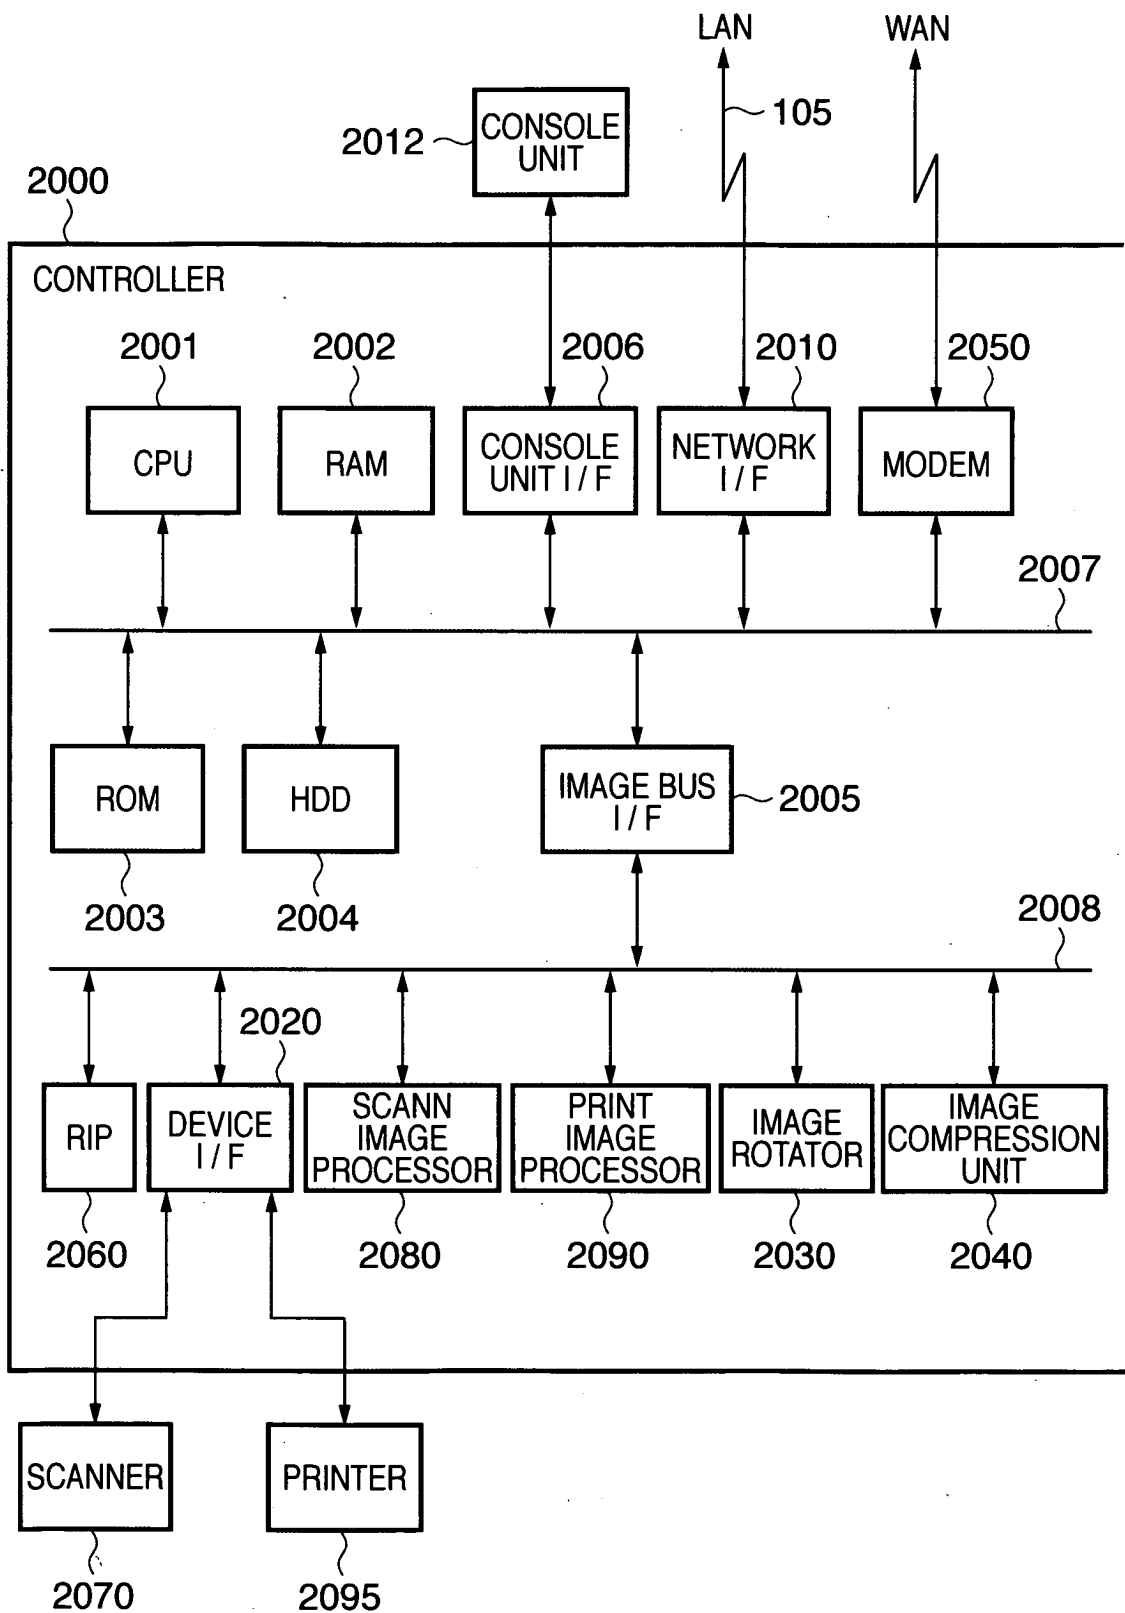 LAN
WAN
105
2012
CONSOLE
UNIT
2000
CONTROLLER
2001
2002
2006
2010
2050
CPU
RAM
CONSOLE
UNIT I / F
NETWORK
I / F
MODEM
2007
ROM
HDD
IMAGE BUS
I / F
2005
2003
2004
2008
2020
RIP
DEVICE
I / F
SCANN
IMAGE
PROCESSOR
PRINT
IMAGE
PROCESSOR
IMAGE
ROTATOR
IMAGE
COMPRESSION
UNIT
2060
2080
2090
2030
2040
SCANNER
PRINTER
2070
2095